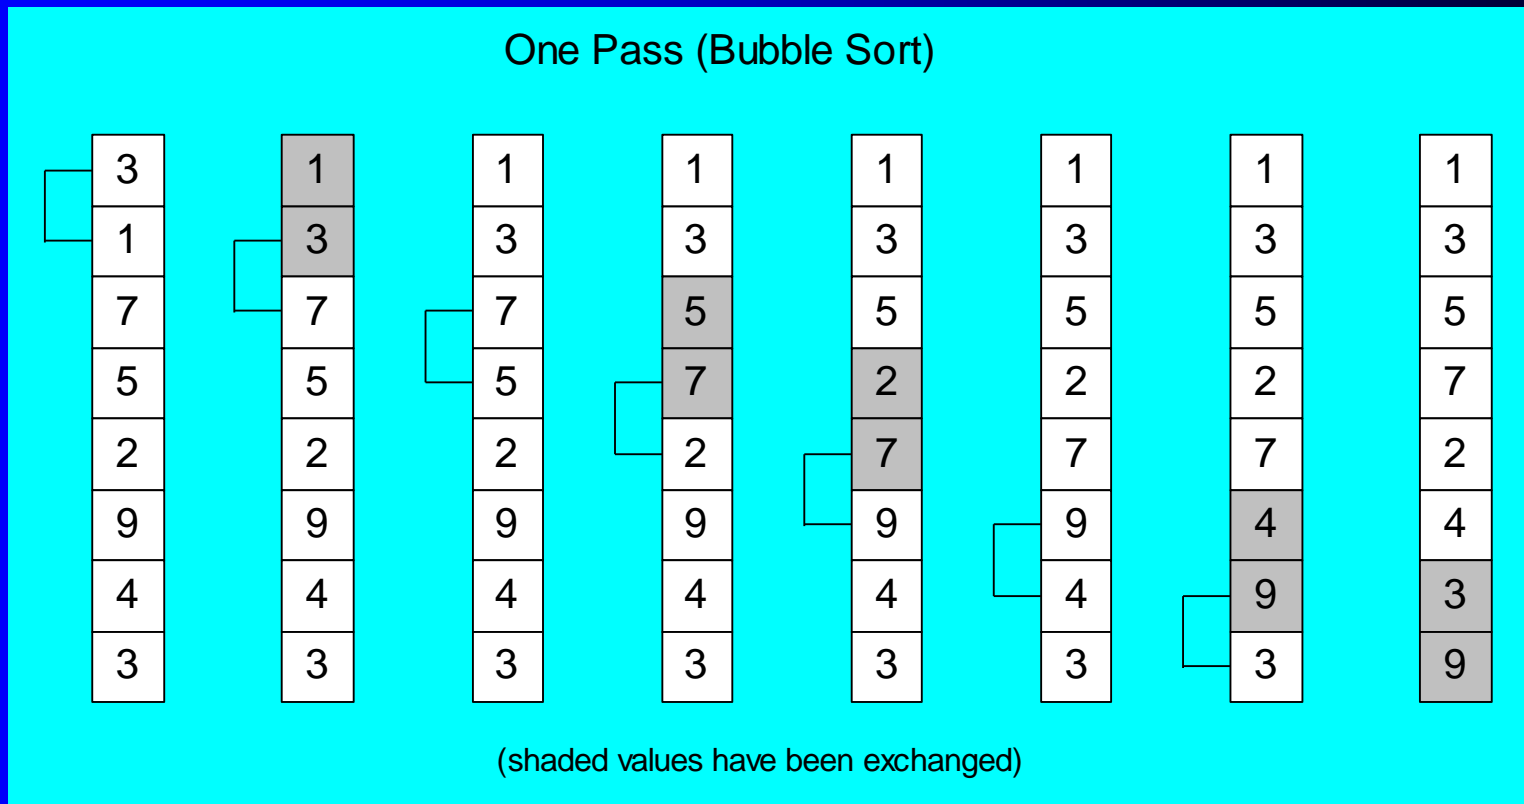 One Pass (Bubble Sort)
3 1 1 1 1 1 1 1
1 3 3 3 3 3 3 3
7 7 7 5 5 5 5 5
5 5 5 7 2 2 2 7
2 2 2 2 7 7 7 2
9 9 9 9 9 9 4 4
4 4 4 4 4 4 9 3
3 3 3 3 3 3 3 9
(shaded values have been exchanged)